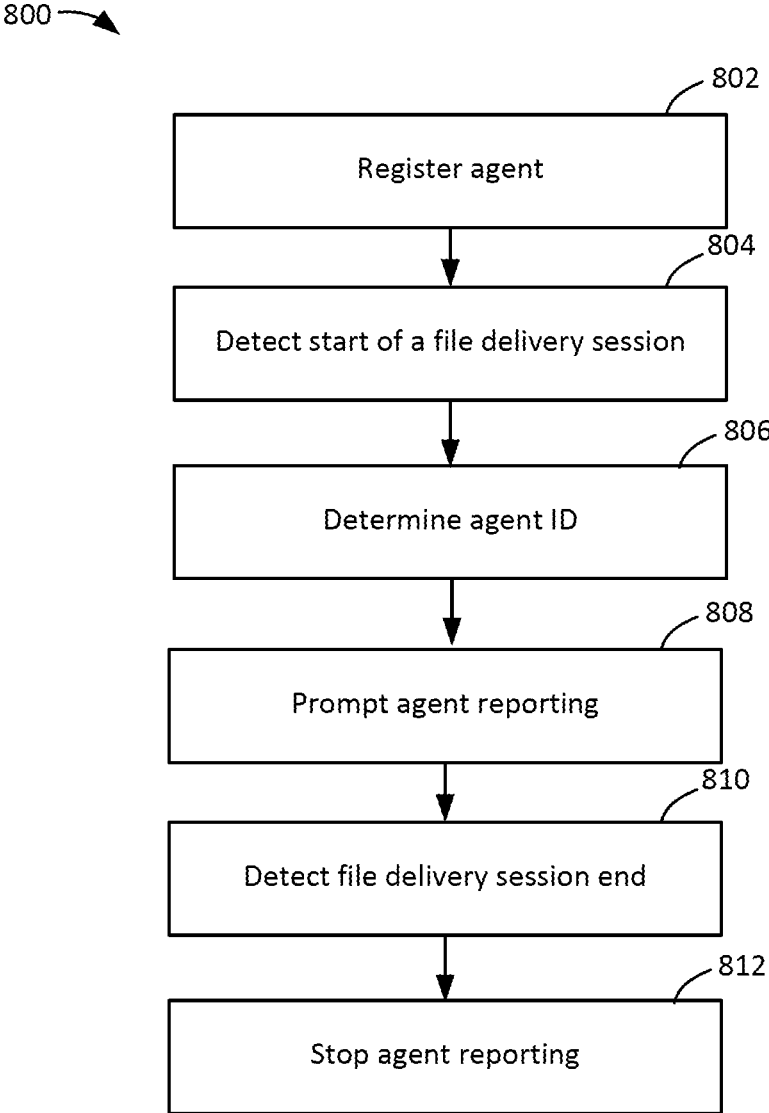 800
802
Register agent
804
Detect start of a file delivery session
806
Determine agent ID
808
Prompt agent reporting
810
Detect file delivery session end
812
Stop agent reporting